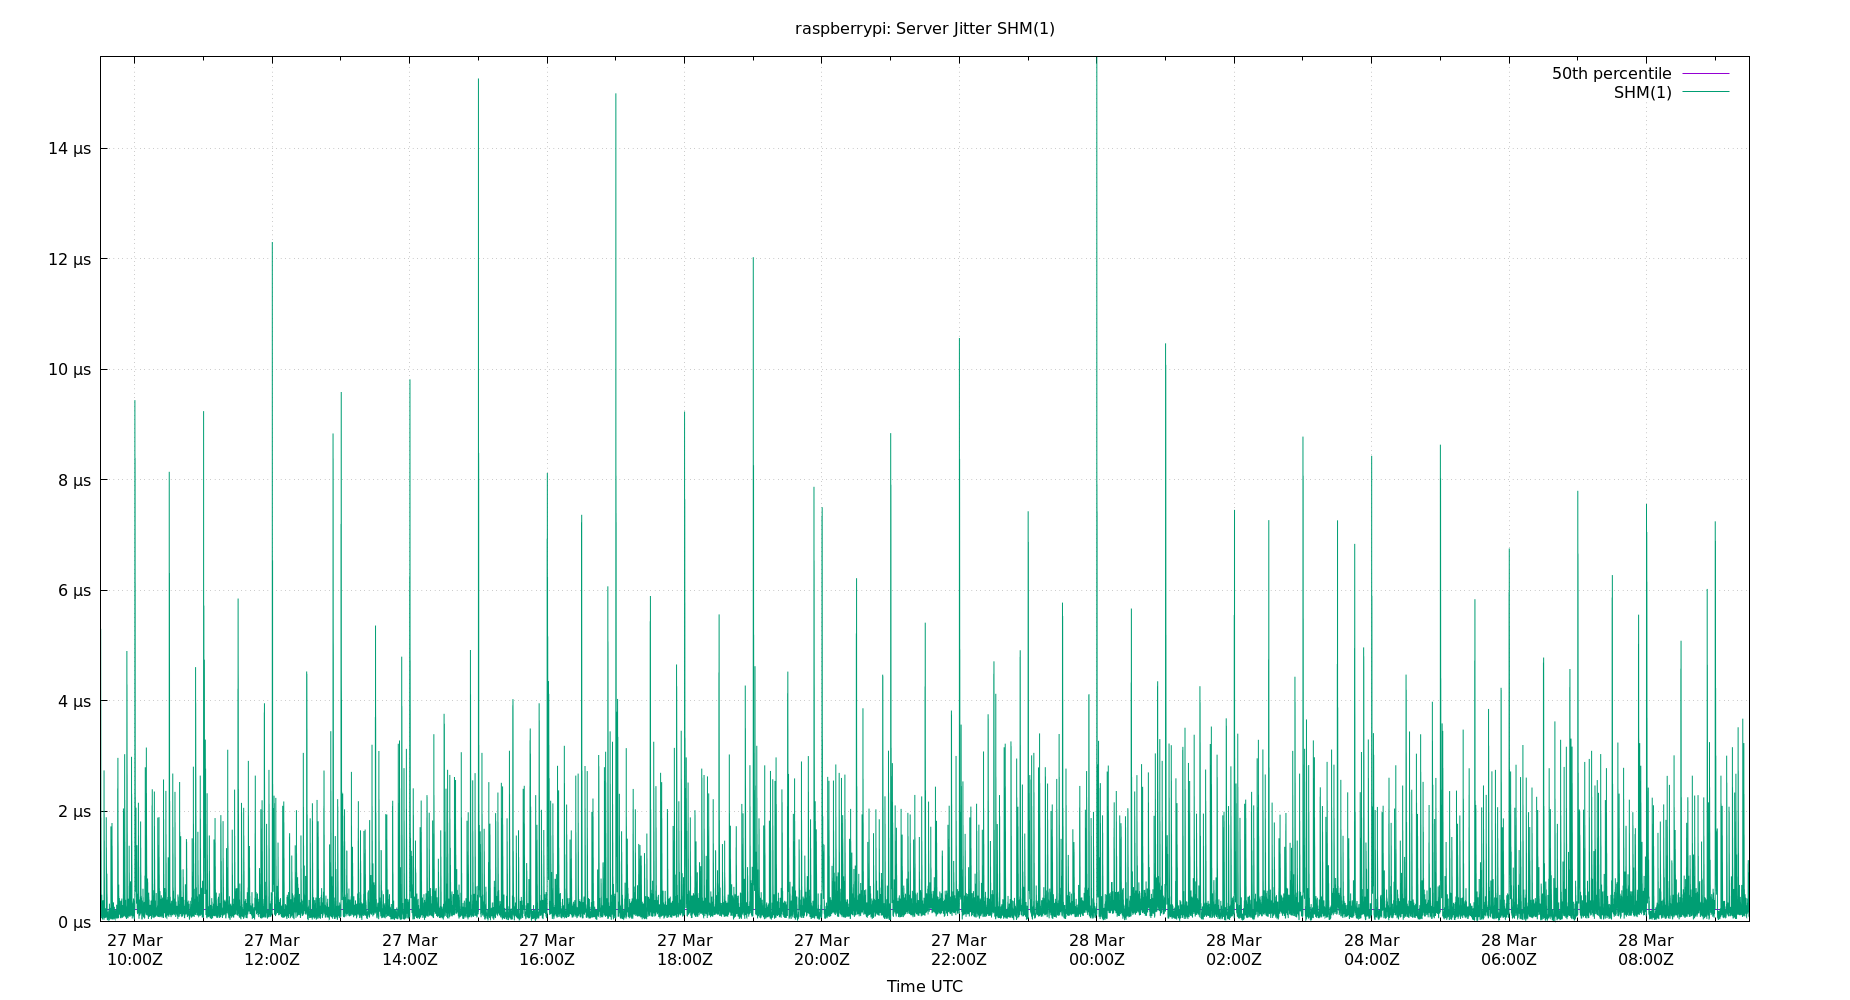 raspberrypi: Server Jitter SHM(1)
50th percentile
SHM(1)
14 µs
12 µs
10 µs
8 µs
6 µs
4 µs
2 µs
0 µs
27 Mar 27 Mar 27 Mar 27 Mar 27 Mar 27 Mar 27 Mar 28 Mar 28 Mar 28 Mar 28 Mar 28 Mar
10:00Z 12:00Z 14:00Z 16:00Z 18:00Z 20:00Z 22:00Z 00:00Z 02:00Z 04:00Z 06:00Z 08:00Z
Time UTC